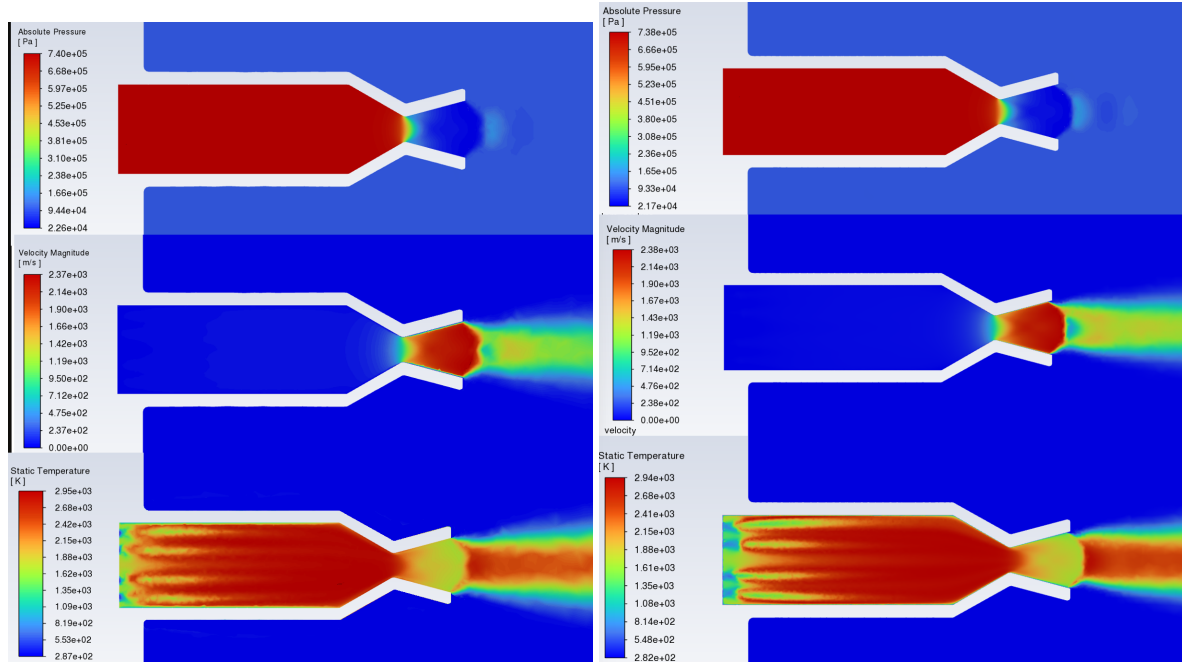 Absolute Pressure
[ Pa ]
7.40e+05
6.68e+05
5.97e+05
5.25e+05
4.53e+05
3.81e+05
3.10e+05
2.38e+05
1.66e+05
9.44e+04
2.26e+04
Velocity Magnitude
[ m/s ]
2.37e+03
2.14e+03
1.90e+03
1.66e+03
1.42e+03
1.19e+03
9.50e+02
7.12e+02
4.75e+02
2.37e+02
0.00e+00
Static Temperature
[ K ]
2.95e+03
2.68e+03
2.42e+03
2.15e+03
1.88e+03
1.62e+03
1.35e+03
1.09e+03
8.20e+02
5.53e+02
2.87e+02
Absolute Pressure
[ Pa ]
7.38e+05
6.66e+05
5.95e+05
5.23e+05
4.51e+05
3.80e+05
3.08e+05
2.36e+05
1.65e+05
9.33e+04
2.17e+04
Velocity Magnitude
[ m/s ]
2.38e+03
2.14e+03
1.90e+03
1.67e+03
1.43e+03
1.19e+03
9.52e+02
7.14e+02
4.76e+02
2.38e+02
0.00e+00
velocity
Static Temperature
[ K ]
2.94e+03
2.68e+03
2.41e+03
2.15e+03
1.88e+03
1.61e+03
1.35e+03
1.08e+03
8.14e+02
5.48e+02
2.82e+02